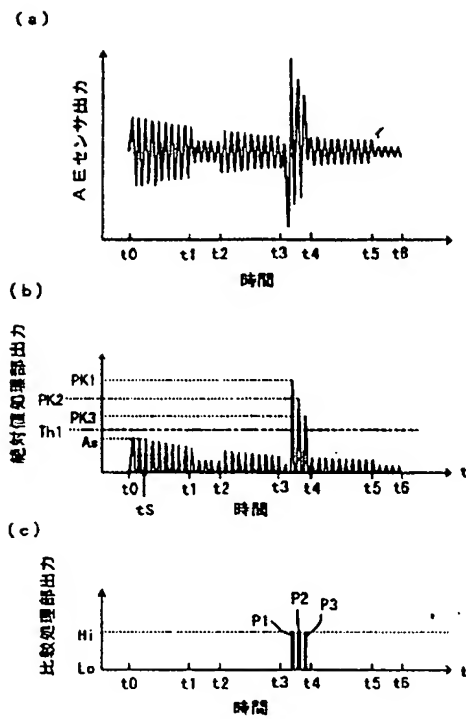 (a)
AEセンサ出力
t0 t1 t2 t3 t4 t5 t6
時間
(b)
絶対値処理部出力
PK1
PK2
PK3
Th1
As
t0 t1 t2 t3 t4 t5 t6 t
tS
時間
(c)
比較処理部出力
P1 P2 P3
Hi
Lo
t0 t1 t2 t3 t4 t5 t6 t
時間